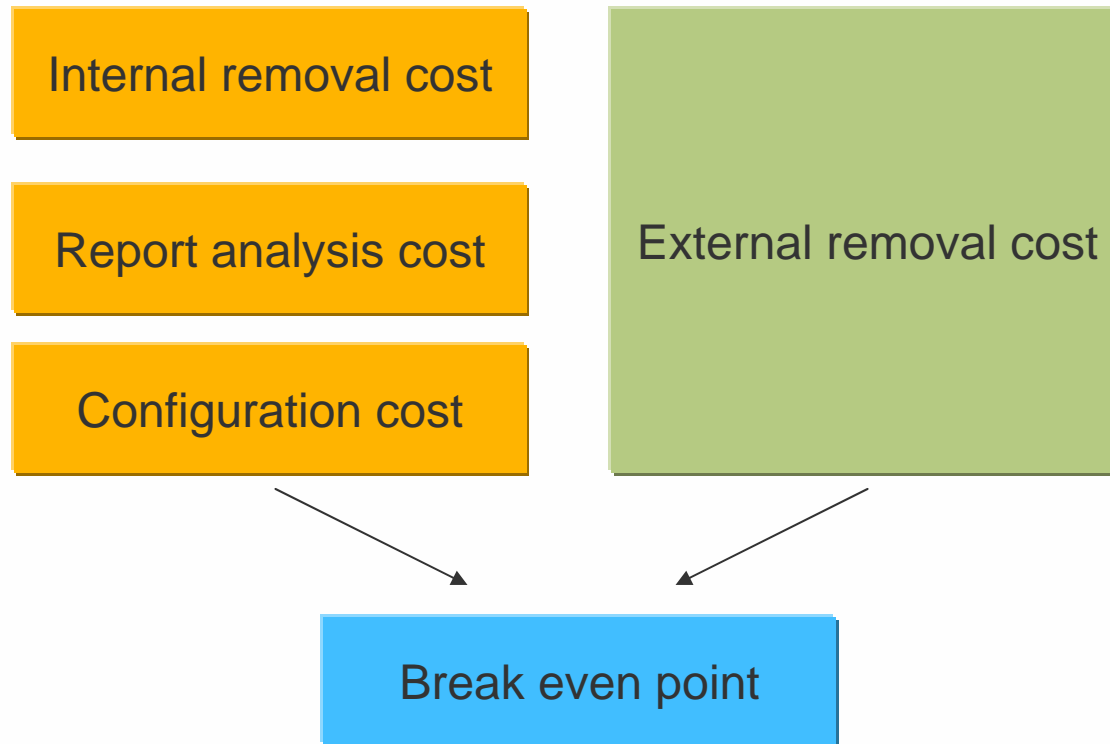 Internal removal cost
Report analysis cost
Configuration cost
External removal cost
Break even point